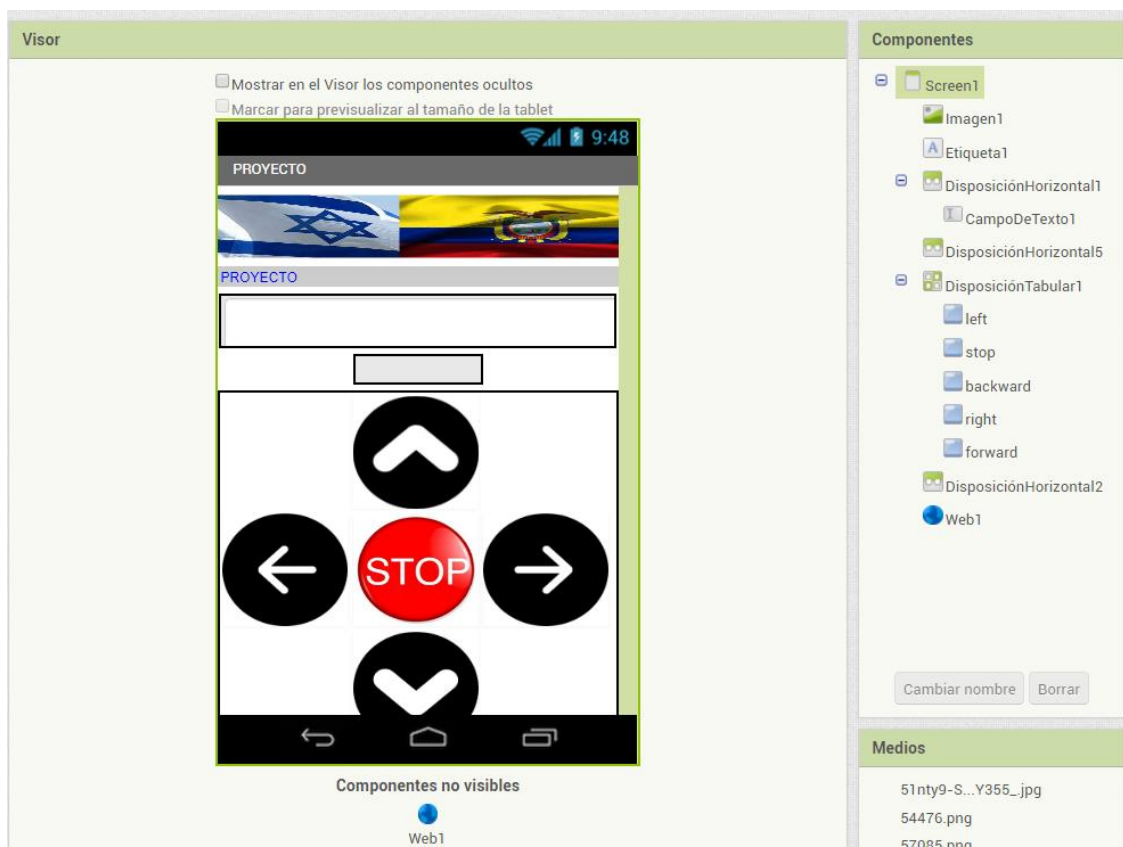 Visor
Mostrar en el Visor los componentes ocultos
Marcar para previsualizar al tamaño de la tablet
9:48
PROYECTO
PROYECTO
STOP
Componentes no visibles
Web1
Componentes
Screen1
Imagen1
Etiqueta1
DisposiciónHorizontal1
CampoDeTexto1
DisposiciónHorizontal5
DisposiciónTabular1
left
stop
backward
right
forward
DisposiciónHorizontal2
Web1
Cambiar nombre Borrar
Medios
51nty9-S...Y355_.jpg
54476.png
57085.png